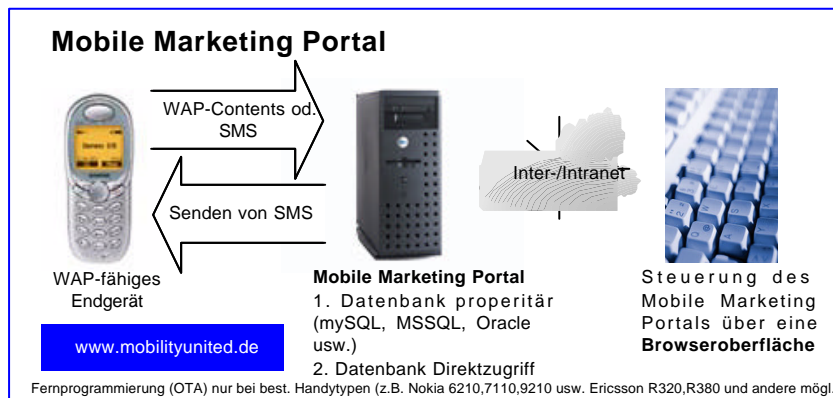 Mobile Marketing Portal
WAP-Contents od.
SMS
Senden von SMS
Inter-/Intranet
WAP-fähiges
Endgerät
www.mobilityunited.de
Mobile Marketing Portal
1. Datenbank properitär
(mySQL, MSSQL, Oracle
usw.)
2. Datenbank Direktzugriff
Steuerung des
Mobile Marketing
Portals über eine
Browseroberfläche
Fernprogrammierung (OTA) nur bei best. Handytypen (z.B. Nokia 6210,7110,9210 usw. Ericsson R320,R380 und andere mögl.